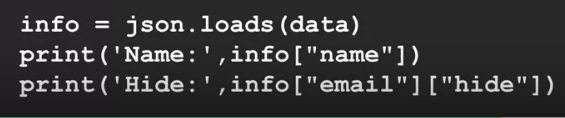 info = json.loads(data)
print('Name:',info["name"])
print('Hide:',info["email"]["hide"])